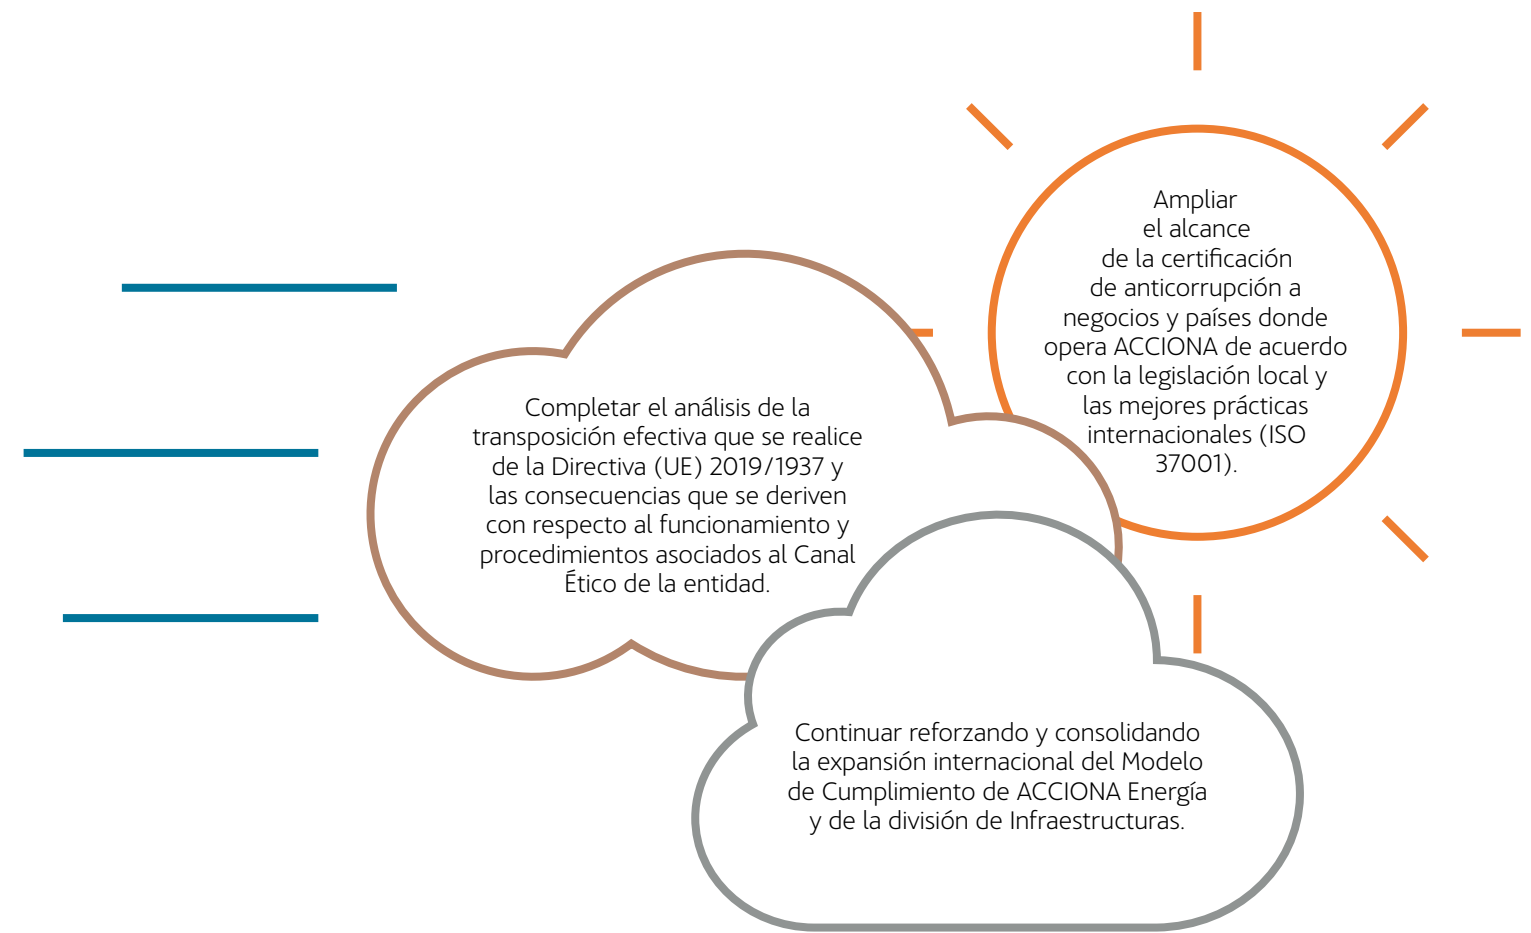 Ampliar
el alcance
de la certificación
de anticorrupción a
negocios y países donde
opera ACCIONA de acuerdo
con la legislación local y
las mejores prácticas
internacionales (ISO
37001).
Completar el análisis de la
transposición efectiva que se realice
de la Directiva (UE) 2019/1937 y
las consecuencias que se deriven
con respecto al funcionamiento y
procedimientos asociados al Canal
Ético de la entidad.
Continuar reforzando y consolidando
la expansión internacional del Modelo
de Cumplimiento de ACCIONA Energía
y de la división de Infraestructuras.